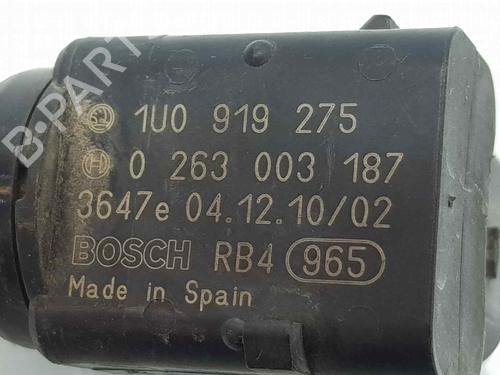 1U0 919 275
0 263 003 187
3647e 04.12.10/02
BOSCH RB4 965
Made in Spain
B-PARTS